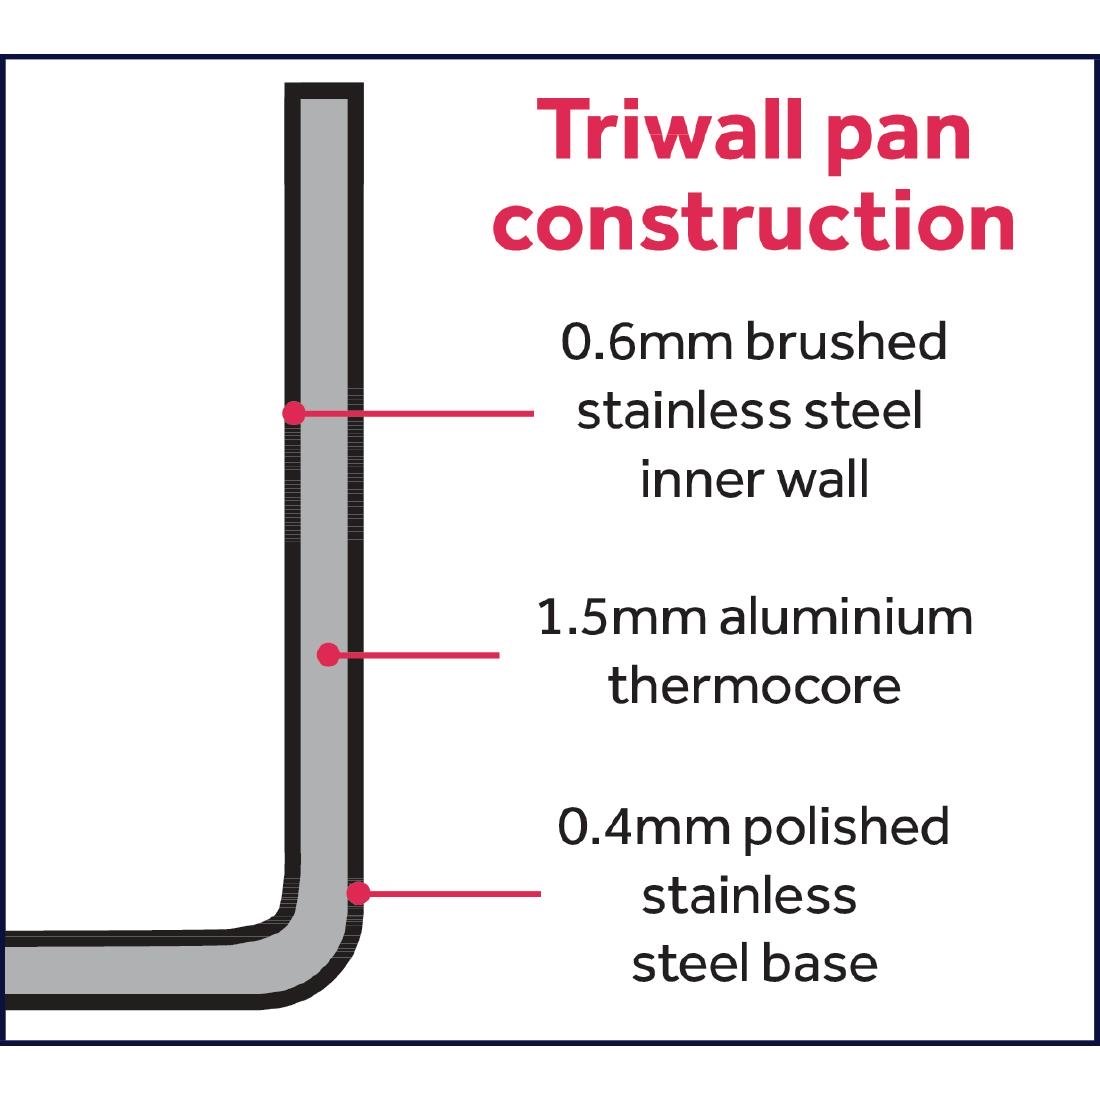 Triwall pan
construction
0.6mm brushed
stainless steel
inner wall
1.5mm aluminium
thermocore
0.4mm polished
stainless
steel base